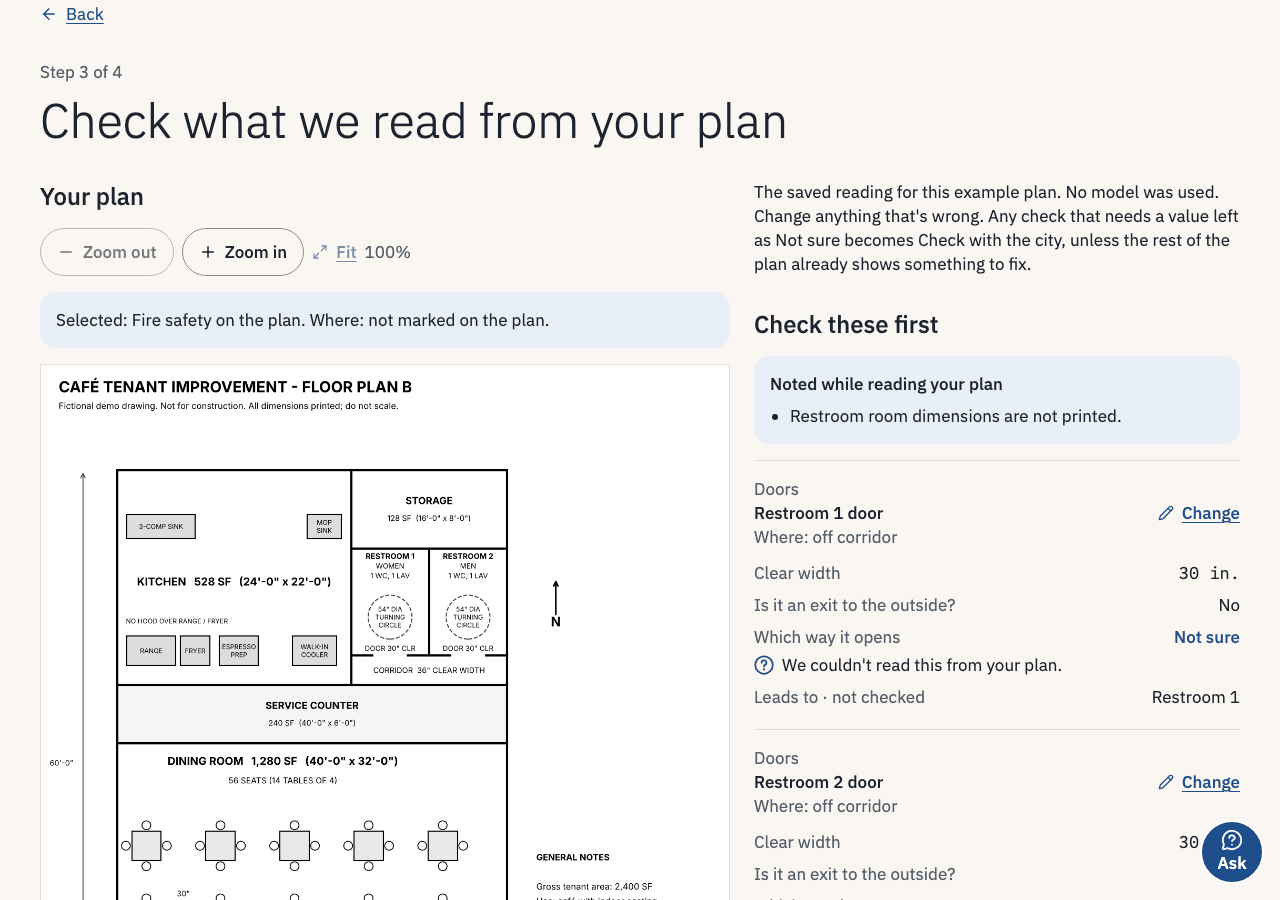 Back
Step 3 of 4
Check what we read from your plan
Your plan
Zoom out
Zoom in
Fit
100%
Selected: Fire safety on the plan. Where: not marked on the plan.
CAFÉ TENANT IMPROVEMENT - FLOOR PLAN B
Fictional demo drawing. Not for construction. All dimensions printed; do not scale.
3-COMP SINK
MOP
SINK
STORAGE
128 SF (16'-0" x 8'-0")
KITCHEN 528 SF (24'-0" x 22'-0")
RESTROOM 1
WOMEN
1 WC, 1 LAV
RESTROOM 2
MEN
1 WC, 1 LAV
54" DIA
TURNING
CIRCLE
54" DIA
TURNING
CIRCLE
NO HOOD OVER RANGE / FRYER
RANGE
FRYER
ESPRESSO
PREP
WALK-IN
COOLER
DOOR 30" CLR
DOOR 30" CLR
CORRIDOR 36" CLEAR WIDTH
N
SERVICE COUNTER
240 SF (40'-0" x 6'-0")
60'-0"
DINING ROOM 1,280 SF (40'-0" x 32'-0")
56 SEATS (14 TABLES OF 4)
30"
GENERAL NOTES
Gross tenant area: 2,400 SF
The saved reading for this example plan. No model was used.
Change anything that's wrong. Any check that needs a value left
as Not sure becomes Check with the city, unless the rest of the
plan already shows something to fix.
Check these first
Noted while reading your plan
• Restroom room dimensions are not printed.
Doors
Restroom 1 door
Change
Where: off corridor
Clear width 30 in.
Is it an exit to the outside? No
Which way it opens Not sure
We couldn't read this from your plan.
Leads to · not checked Restroom 1
Doors
Restroom 2 door
Change
Where: off corridor
Clear width 30
Is it an exit to the outside?
Ask